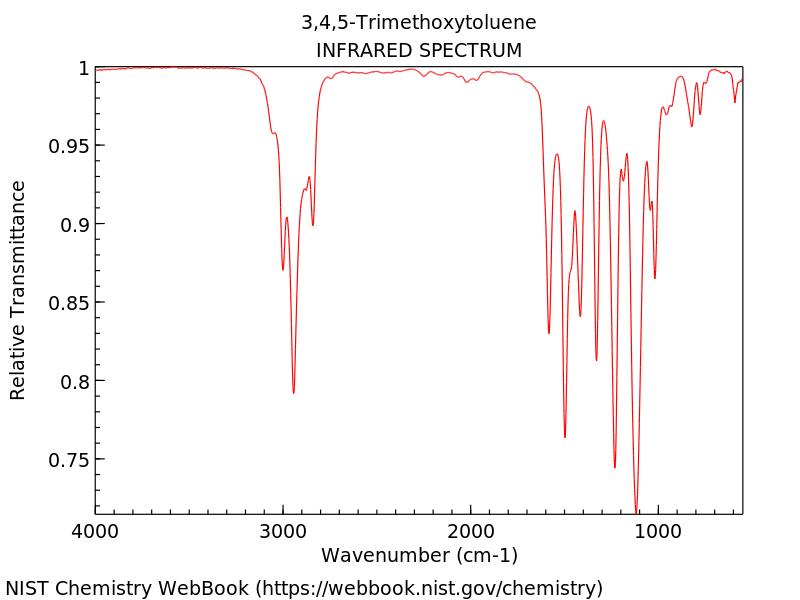 3,4,5-Trimethoxytoluene
INFRARED SPECTRUM
1
0.95
0.9
0.85
0.8
0.75
Relative Transmittance
4000 3000 2000 1000
Wavenumber (cm-1)
NIST Chemistry WebBook (https://webbook.nist.gov/chemistry)